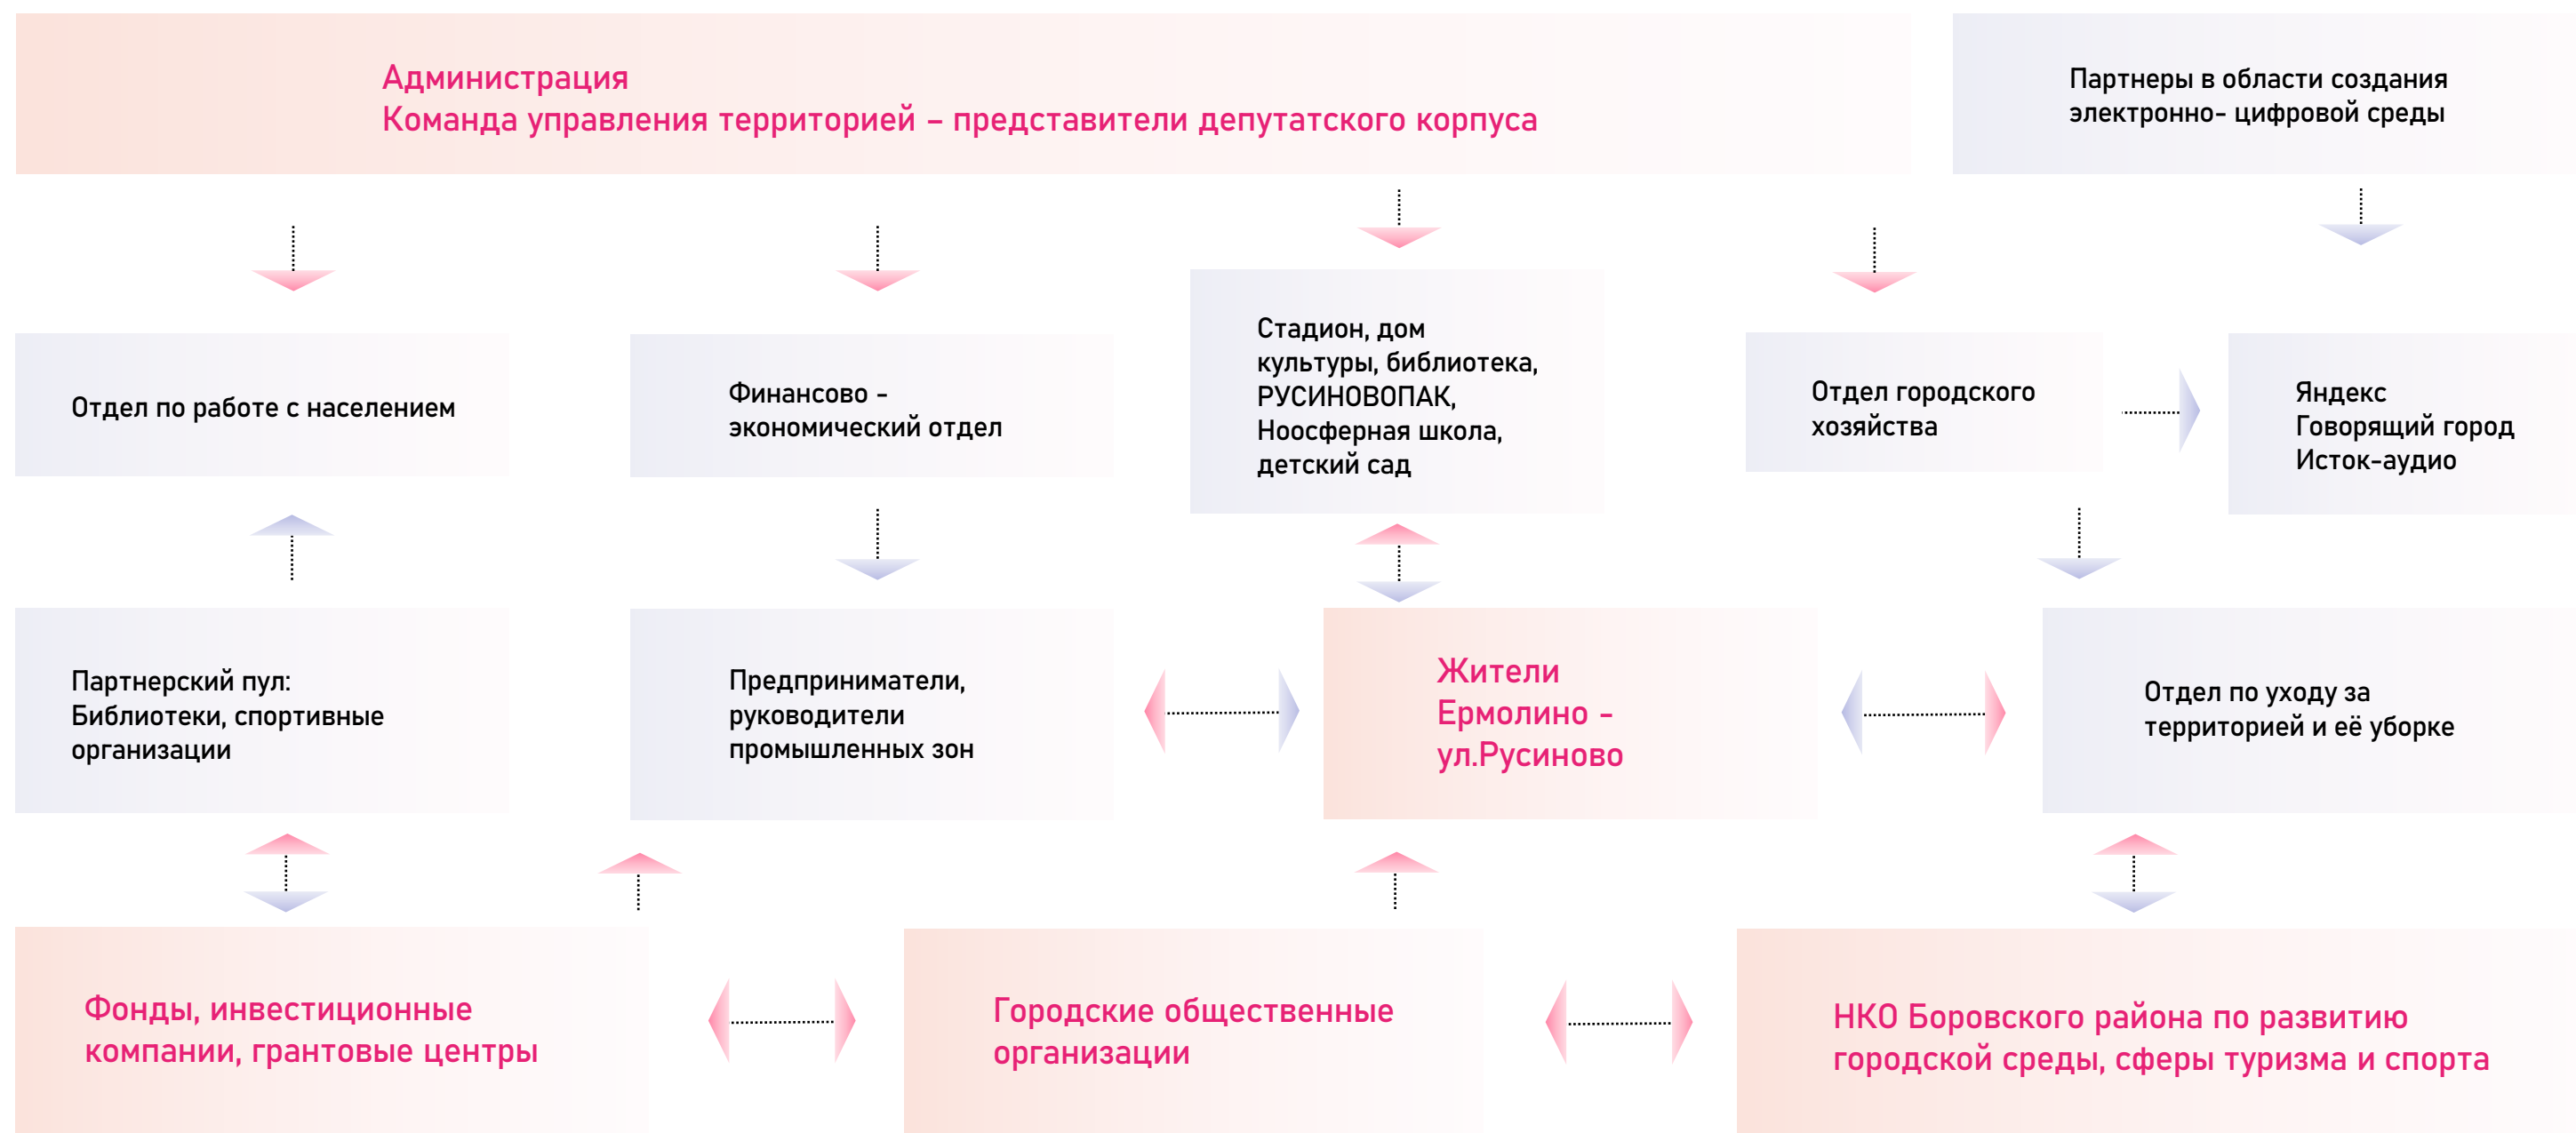 Администрация
Команда управления территорией – представители депутатского корпуса
Партнеры в области создания
электронно- цифровой среды
Отдел по работе с населением
Финансово -
экономический отдел
Стадион, дом
культуры, библиотека,
РУСИНОВОПАК,
Ноосферная школа,
детский сад
Отдел городского
хозяйства
Яндекс
Говорящий город
Исток-аудио
Партнерский пул:
Библиотеки, спортивные
организации
Предприниматели,
руководители
промышленных зон
Жители
Ермолино -
ул.Русиново
Отдел по уходу за
территорией и её уборке
Фонды, инвестиционные
компании, грантовые центры
Городские общественные
организации
НКО Боровского района по развитию
городской среды, сферы туризма и спорта